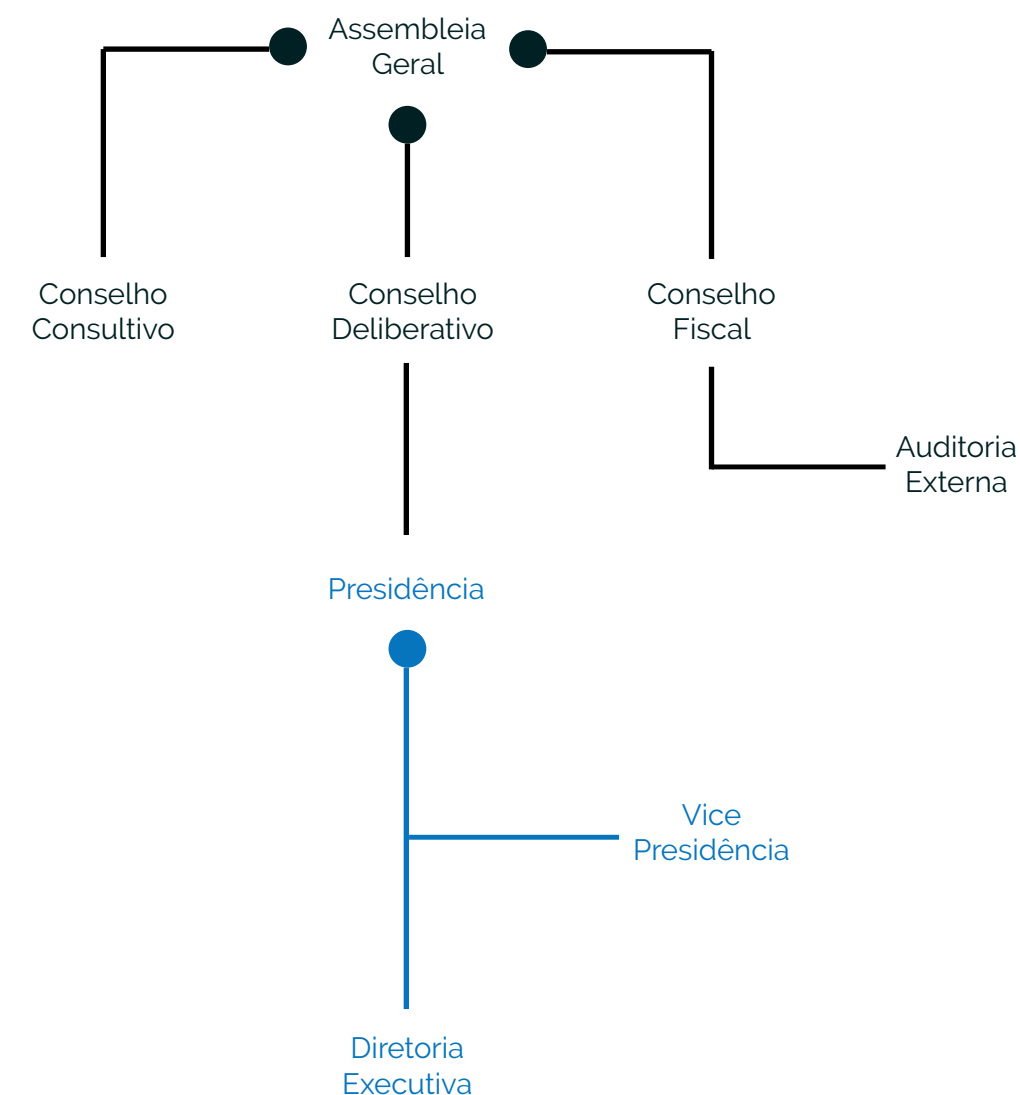 Assembleia
Geral
Conselho
Consultivo
Conselho
Deliberativo
Conselho
Fiscal
Auditoria
Externa
Presidência
Vice
Presidência
Diretoria
Executiva